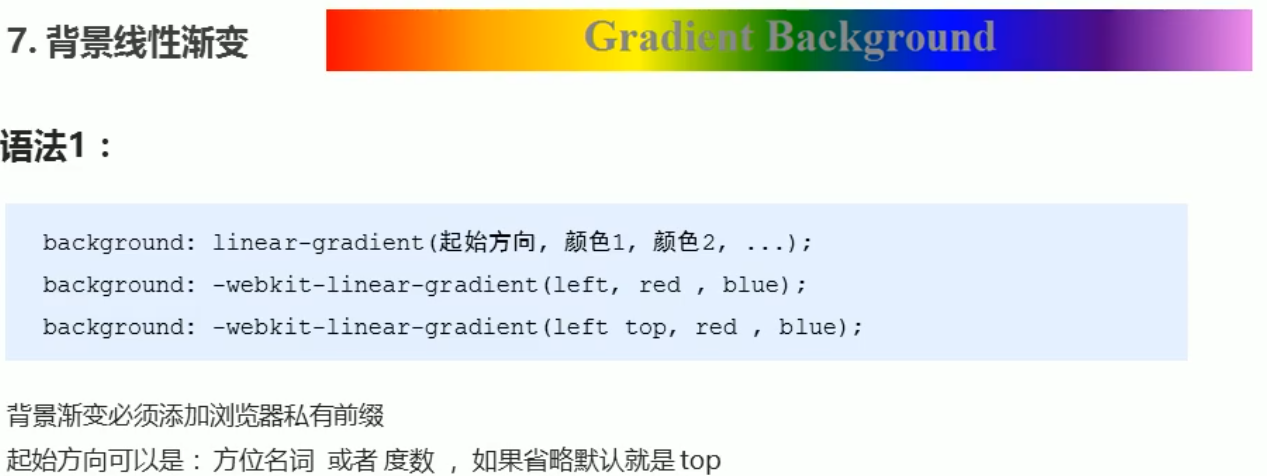 7. 背景线性渐变
Gradient Background
语法1：
background: linear-gradient(起始方向, 颜色1, 颜色2, ...);
background: -webkit-linear-gradient(left, red , blue);
background: -webkit-linear-gradient(left top, red , blue);
背景渐变必须添加浏览器私有前缀
起始方向可以是： 方位名词 或者 度数 ，如果省略默认就是 top